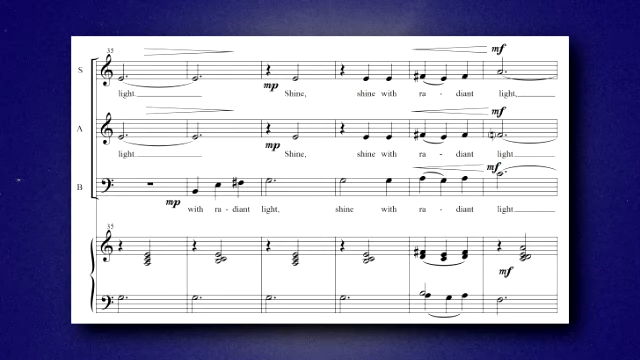 35
S
mp
mf
light. Shine, shine with ra - diant light,
A
mp
mf
light Shine, shine with ra - diant light
B
mp
mf
with ra - diant light, shine with ra - diant light
35
mf